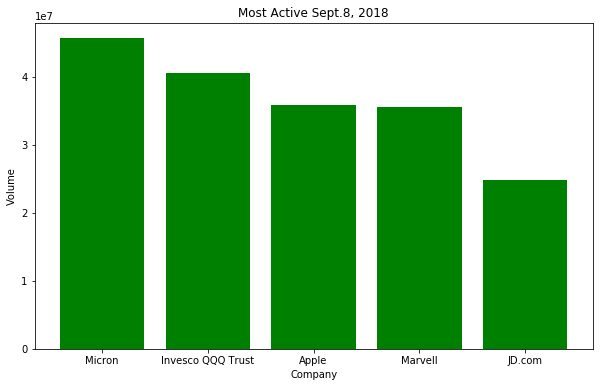 Most Active Sept.8, 2018
1e7
4
3
2
1
0
Volume
Micron
Invesco QQQ Trust
Apple
Marvell
JD.com
Company